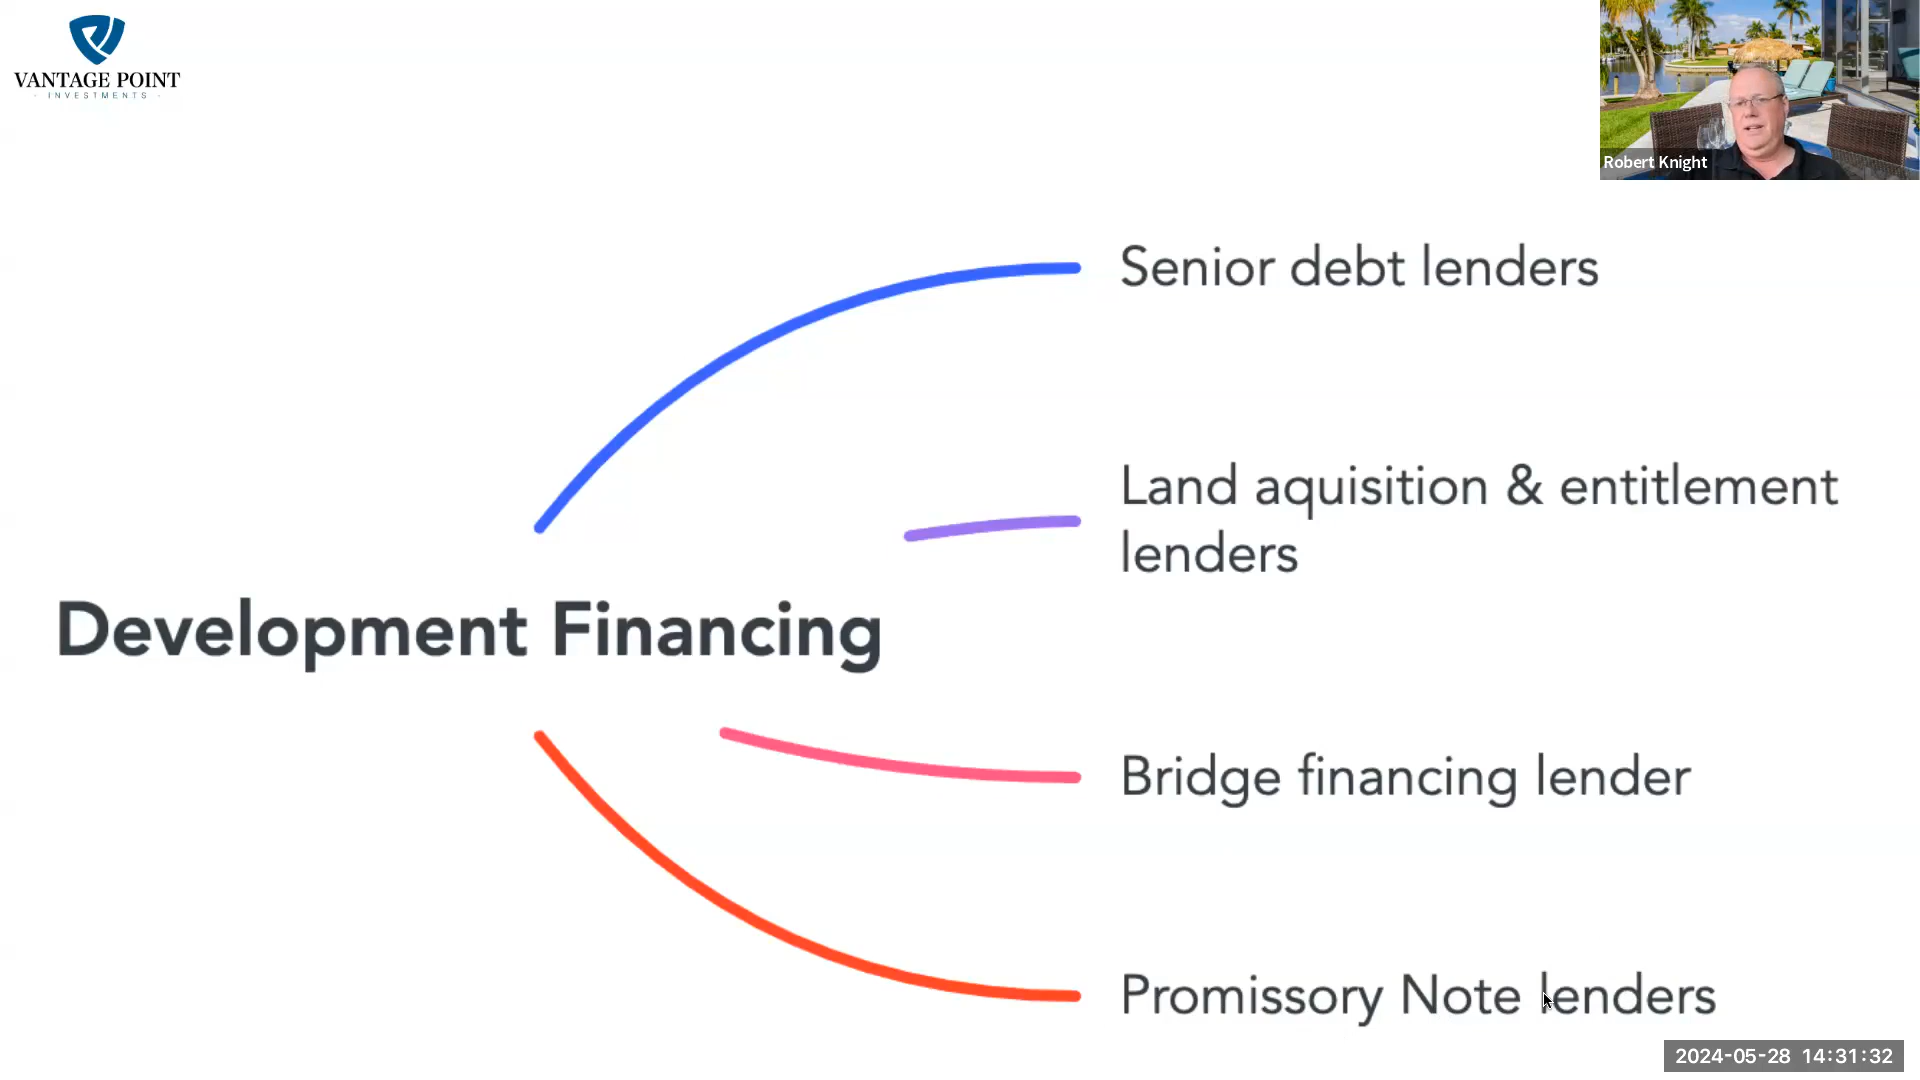 VANTAGE POINT
- INVESTMENTS -
Robert Knight
Senior debt lenders
Land aquisition & entitlement
lenders
Development Financing
Bridge financing lender
Promissory Note lenders
2024-05-28 14:31:32